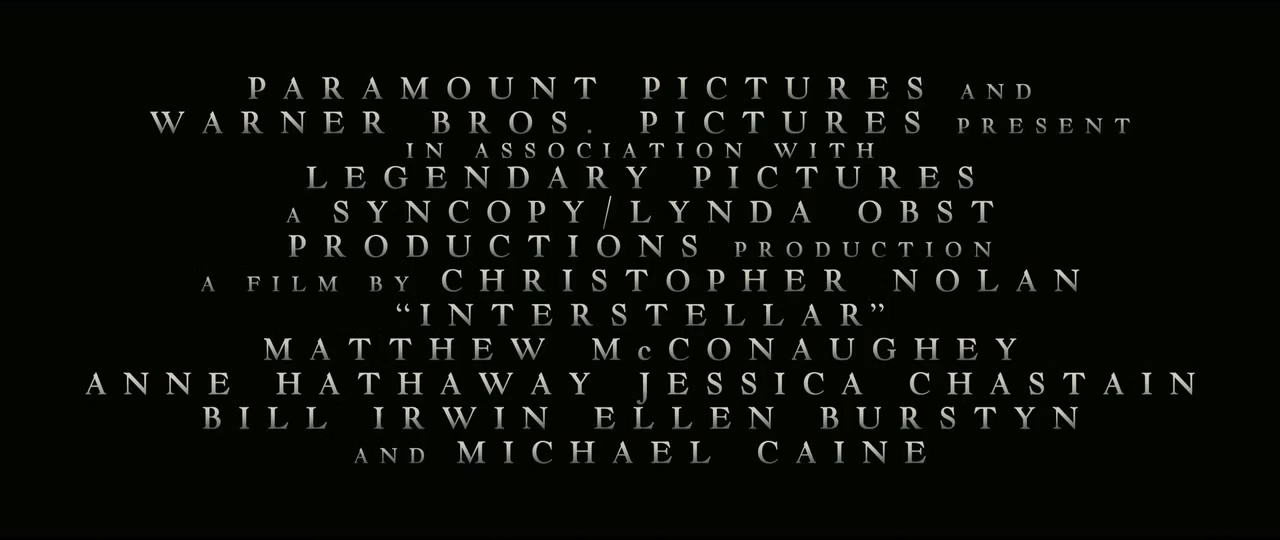 PARAMOUNT PICTURES AND
WARNER BROS. PICTURES PRESENT
IN ASSOCIATION WITH
LEGENDARY PICTURES
A SYNCOPY/LYNDA OBST
PRODUCTIONS PRODUCTION
A FILM BY CHRISTOPHER NOLAN
“INTERSTELLAR”
MATTHEW McCONAUGHEY
ANNE HATHAWAY JESSICA CHASTAIN
BILL IRWIN ELLEN BURSTYN
AND MICHAEL CAINE